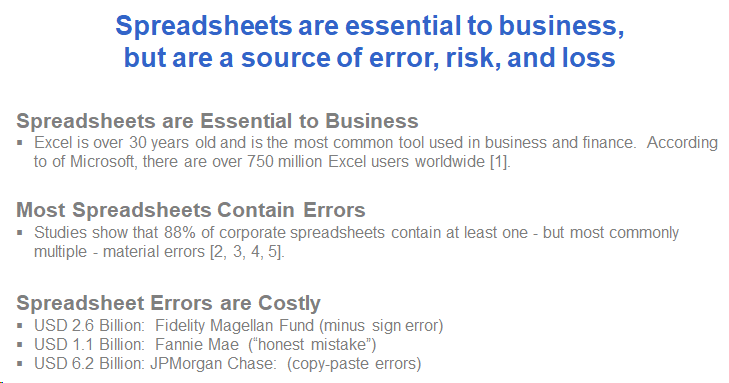 Spreadsheets are essential to business,
but are a source of error, risk, and loss
Spreadsheets are Essential to Business
▪ Excel is over 30 years old and is the most common tool used in business and finance.  According
to of Microsoft, there are over 750 million Excel users worldwide [1].
Most Spreadsheets Contain Errors
▪ Studies show that 88% of corporate spreadsheets contain at least one - but most commonly
multiple - material errors [2, 3, 4, 5].
Spreadsheet Errors are Costly
▪ USD 2.6 Billion:  Fidelity Magellan Fund (minus sign error)
▪ USD 1.1 Billion:  Fannie Mae  (“honest mistake”)
▪ USD 6.2 Billion: JPMorgan Chase:  (copy-paste errors)